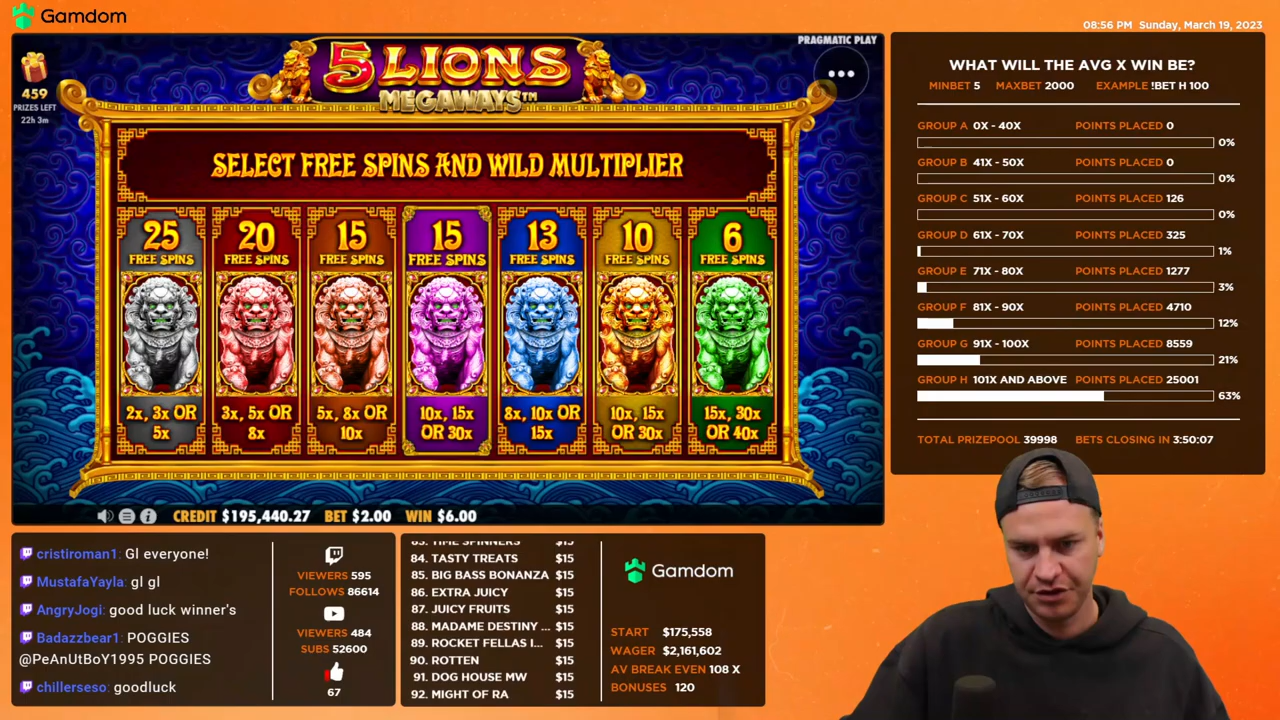 Gamdom
08:56 PM Sunday, March 19, 2023
PRAGMATIC PLAY
459
PRIZES LEFT
22h 3m
5 LIONS
MEGAWAYS™
SELECT FREE SPINS AND WILD MULTIPLIER
25
FREE SPINS
2x, 3x OR
5x
20
FREE SPINS
3x, 5x OR
8x
15
FREE SPINS
5x, 8x OR
10x
15
FREE SPINS
10x, 15x
OR 30x
13
FREE SPINS
8x, 10x OR
15x
10
FREE SPINS
10x, 15x
OR 30x
6
FREE SPINS
15x, 30x
OR 40x
CREDIT $195,440.27 BET $2.00 WIN $6.00
WHAT WILL THE AVG X WIN BE?
MINBET 5 MAXBET 2000 EXAMPLE !BET H 100
GROUP A 0X - 40X POINTS PLACED 0
0%
GROUP B 41X - 50X POINTS PLACED 0
0%
GROUP C 51X - 60X POINTS PLACED 126
0%
GROUP D 61X - 70X POINTS PLACED 325
1%
GROUP E 71X - 80X POINTS PLACED 1277
3%
GROUP F 81X - 90X POINTS PLACED 4710
12%
GROUP G 91X - 100X POINTS PLACED 8559
21%
GROUP H 101X AND ABOVE POINTS PLACED 25001
63%
TOTAL PRIZEPOOL 39998 BETS CLOSING IN 3:50:07
cristiroman1: Gl everyone!
MustafaYayla: gl gl
AngryJogi: good luck winner's
Badazzbear1: POGGIES
@PeAnUtBoY1995 POGGIES
chillerseso: goodluck
VIEWERS 595
FOLLOWS 86614
VIEWERS 484
SUBS 52600
67
83. TIME SPINNERS $15
84. TASTY TREATS $15
85. BIG BASS BONANZA $15
86. EXTRA JUICY $15
87. JUICY FRUITS $15
88. MADAME DESTINY ... $15
89. ROCKET FELLAS I... $15
90. ROTTEN $15
91. DOG HOUSE MW $15
92. MIGHT OF RA $15
Gamdom
START $175,558
WAGER $2,161,602
AV BREAK EVEN 108 X
BONUSES 120